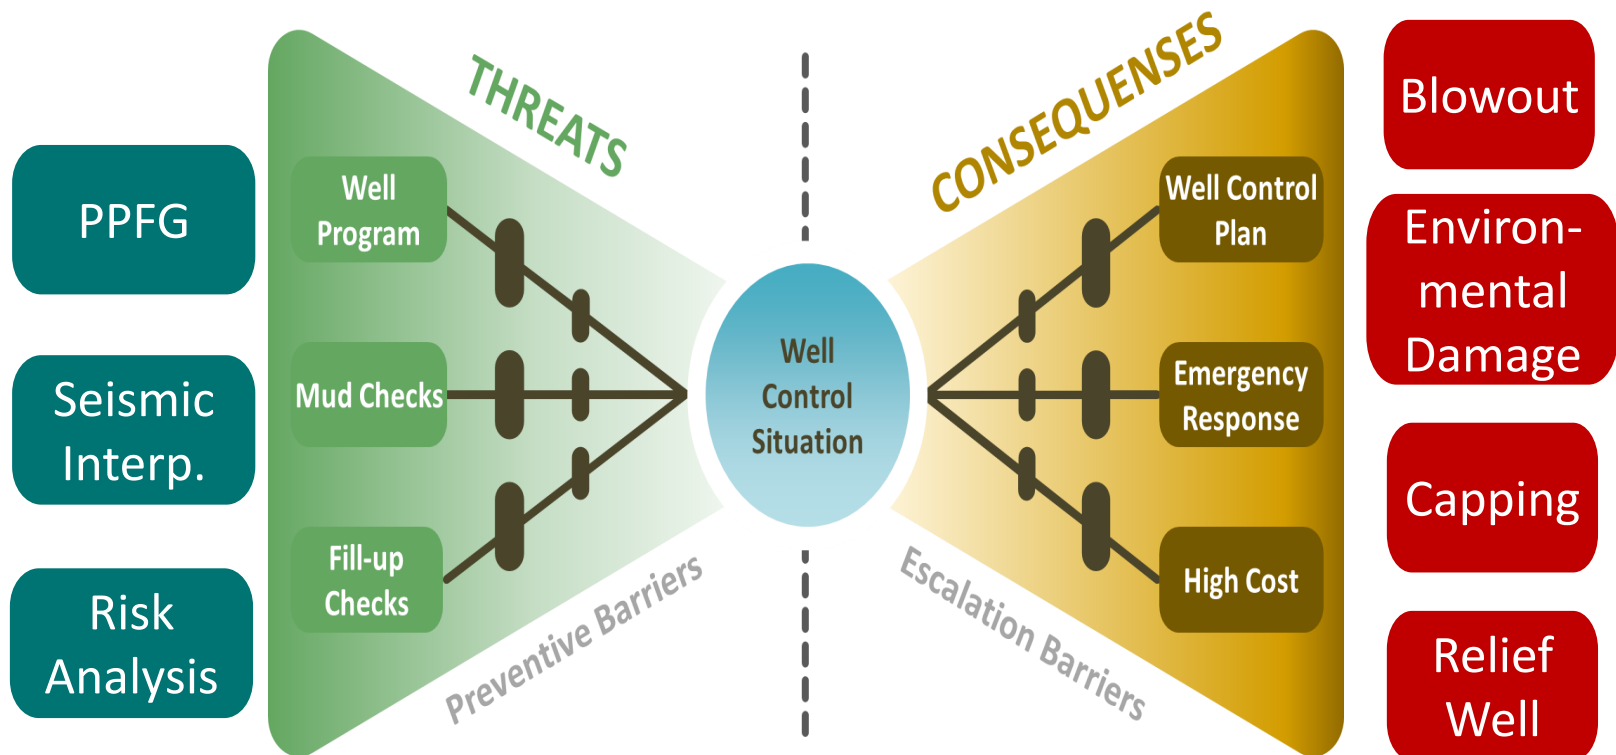 PPFG
Seismic
Interp.
Risk
Analysis
THREATS
Well
Program
Mud Checks
Fill-up
Checks
Preventive Barriers
Well
Control
Situation
CONSEQUENSES
Well Control
Plan
Emergency
Response
High Cost
Escalation Barriers
Blowout
Environ-
mental
Damage
Capping
Relief
Well